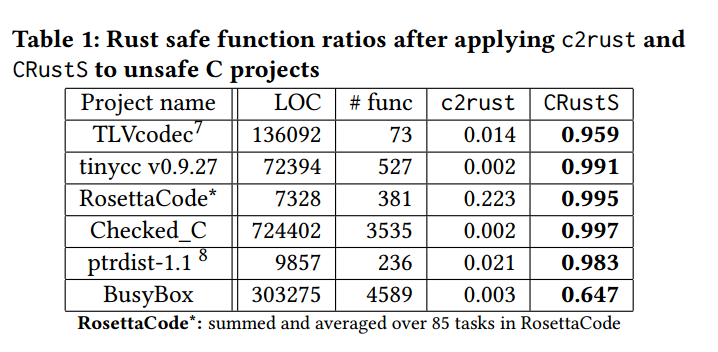 Table 1: Rust safe function ratios after applying c2rust and
CRustS to unsafe C projects
Project name LOC # func c2rust CRustS
TLVcodec7 136092 73 0.014 0.959
tinycc v0.9.27 72394 527 0.002 0.991
RosettaCode* 7328 381 0.223 0.995
Checked_C 724402 3535 0.002 0.997
ptrdist-1.1 8 9857 236 0.021 0.983
BusyBox 303275 4589 0.003 0.647
RosettaCode*: summed and averaged over 85 tasks in RosettaCode